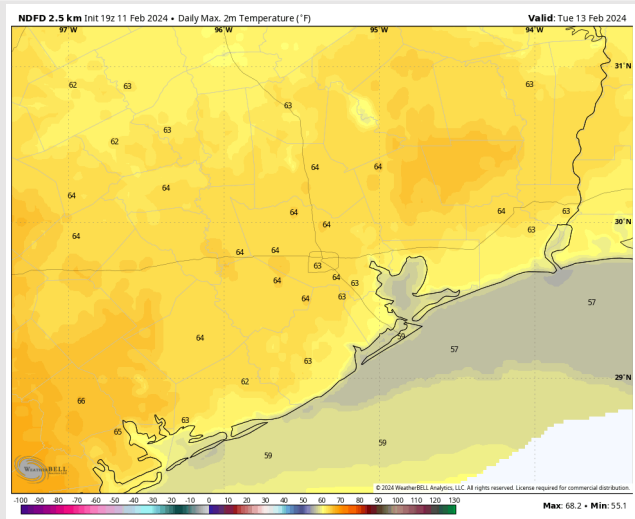 NDFD 2.5 km Init 19z 11 Feb 2024 • Daily Max. 2m Temperature (°F)
Valid: Tue 13 Feb 2024
97°W 96°W 95°W 94°W
31°N
62 63 63
63
63
62
64 64
64
64
64 63
64
64 63
64
64 64
63
64
64 63
64 63
57
59
64
57
63
62
29°N
66
63
65
59
59
30°N
WeatherBELL
© 2024 WeatherBELL Analytics, LLC. All rights reserved. License required for commercial distribution.
-100 -90 -80 -70 -60 -50 -40 -30 -20 -10 0 10 20 30 40 50 60 70 80 90 100 110 120 130
Max: 68.2 • Min: 55.1